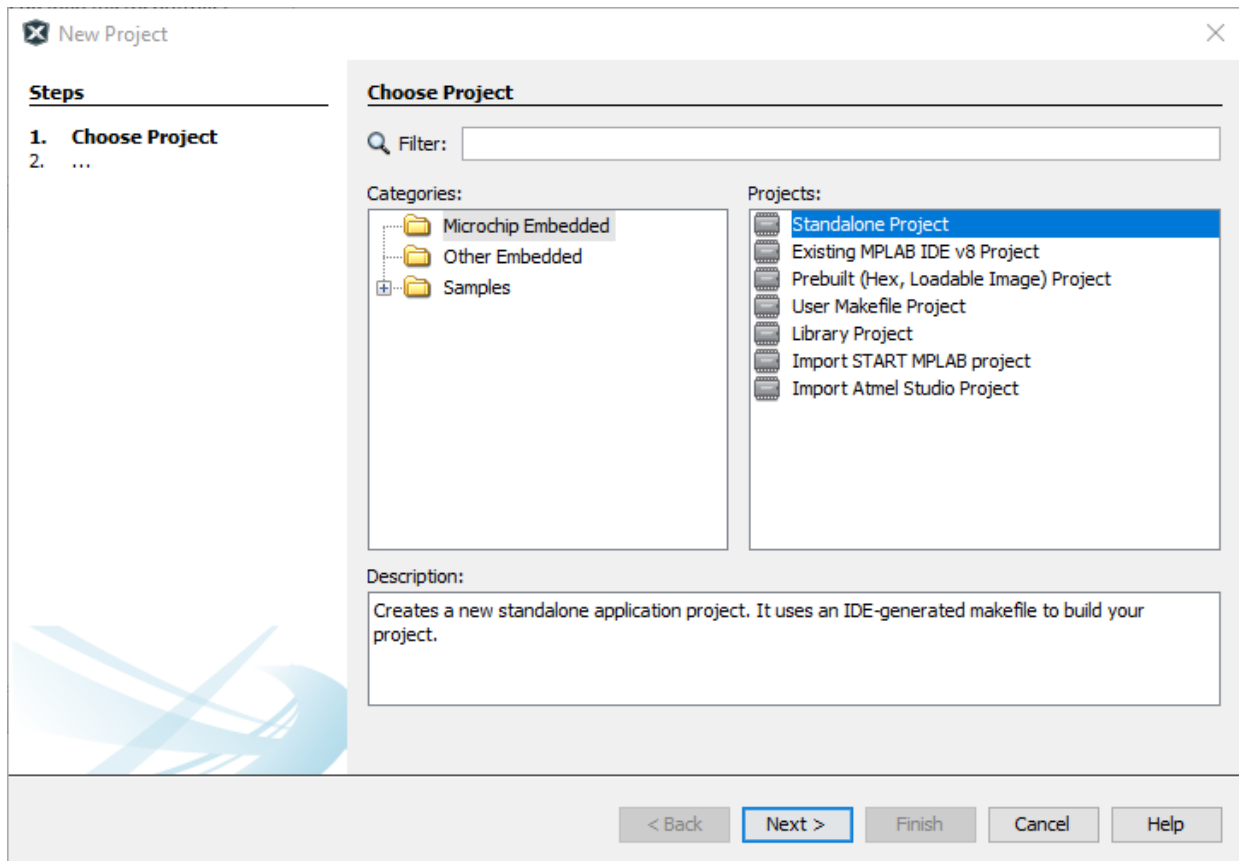 New Project
Steps
1. Choose Project
2. ...
Choose Project
Filter:
Categories:
Microchip Embedded
Other Embedded
Samples
Projects:
Standalone Project
Existing MPLAB IDE v8 Project
Prebuilt (Hex, Loadable Image) Project
User Makefile Project
Library Project
Import START MPLAB project
Import Atmel Studio Project
Description:
Creates a new standalone application project. It uses an IDE-generated makefile to build your
project.
< Back
Next >
Finish
Cancel
Help